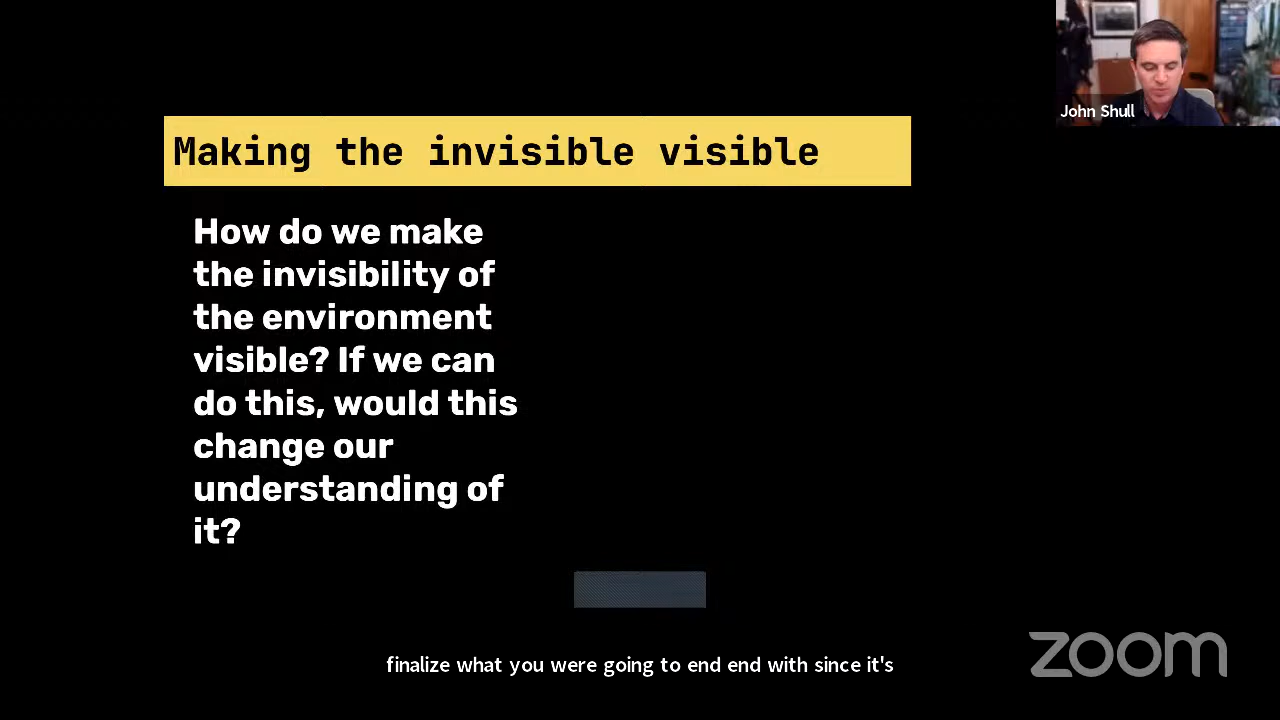 John Shull
Making the invisible visible
How do we make
the invisibility of
the environment
visible? If we can
do this, would this
change our
understanding of
it?
finalize what you were going to end end with since it's
zoom